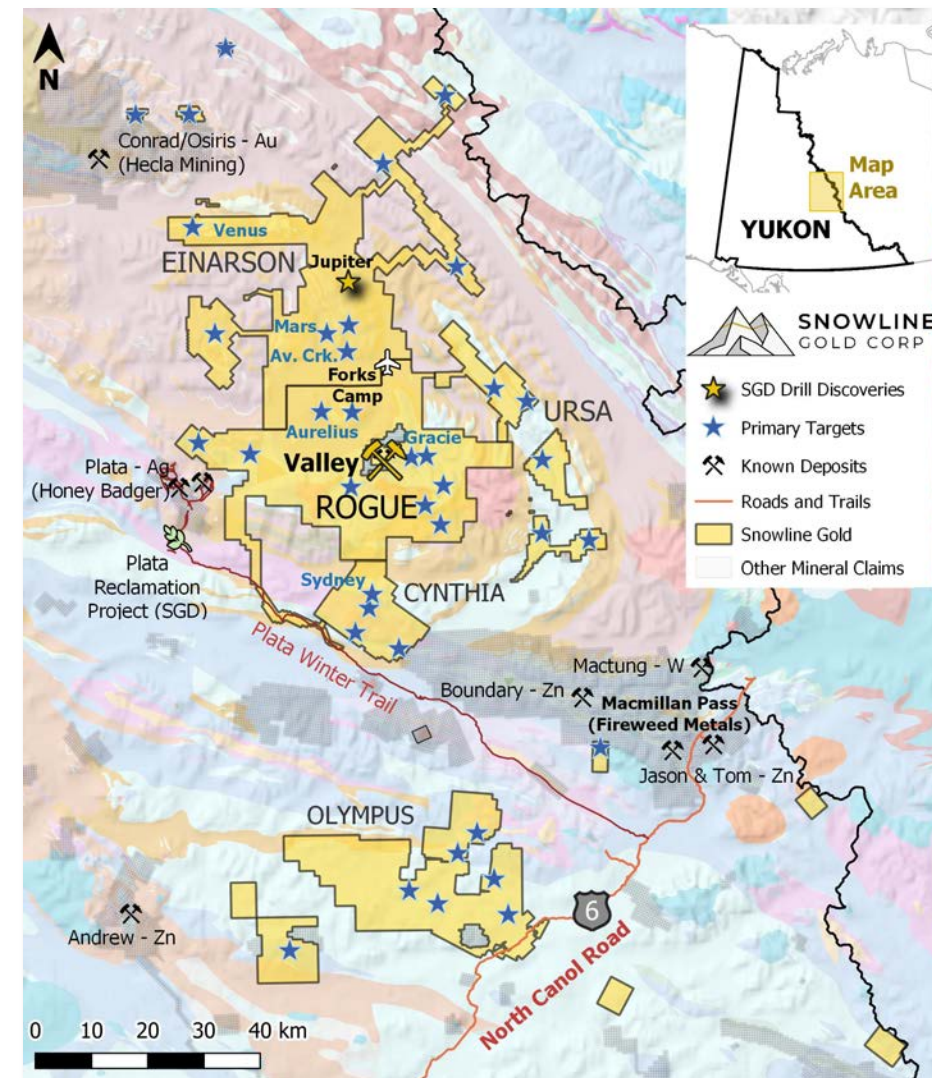 N
Conrad/Osiris - Au
(Hecla Mining)
Venus
EINARSON
Jupiter
Mars
Av. Crk.
Forks
Camp
Aurelius
Gracie
Valley
ROGUE
URSA
Plata - Ag
(Honey Badger)
Plata
Reclamation
Project (SGD)
Sydney
CYNTHIA
Plata Winter Trail
Mactung - W
Boundary - Zn
Macmillan Pass
(Fireweed Metals)
Jason & Tom - Zn
OLYMPUS
Andrew - Zn
6
North Canol Road
0 10 20 30 40 km
Map
Area
YUKON
SNOWLINE
GOLD CORP
SGD Drill Discoveries
Primary Targets
Known Deposits
Roads and Trails
Snowline Gold
Other Mineral Claims